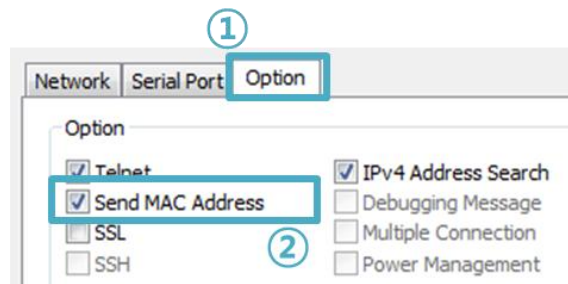 ①
Network Serial Port Option
Option
Telnet IPv4 Address Search
Send MAC Address Debugging Message
SSL Multiple Connection
②
SSH Power Management